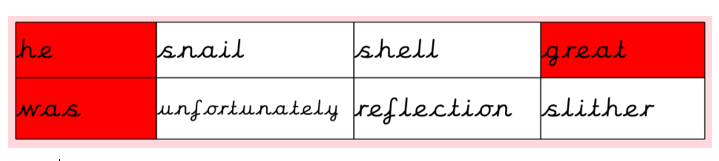 he snail shell great
was unfortunately reflection slither